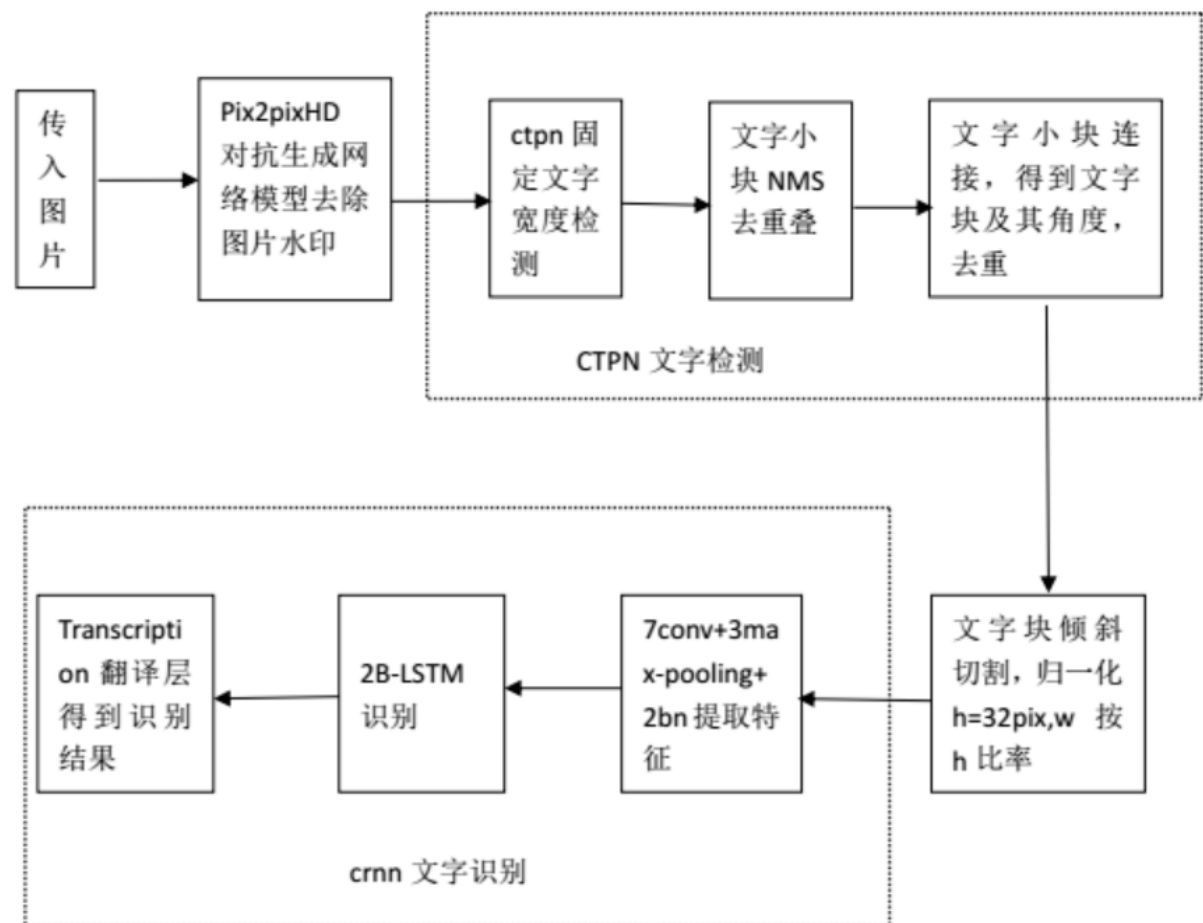 传
入
图
片
Pix2pixHD
对抗生成网
络模型去除
图片水印
ctpn 固
定文字
宽度检
测
文字小
块 NMS
去重叠
文字小块连
接，得到文字
块及其角度，
去重
CTPN 文字检测
文字块倾斜
切割，归一化
h=32pix,w 按
h 比率
7conv+3ma
x-pooling+
2bn 提取特
征
2B-LSTM
识别
Transcripti
on 翻译层
得到识别
结果
crnn 文字识别